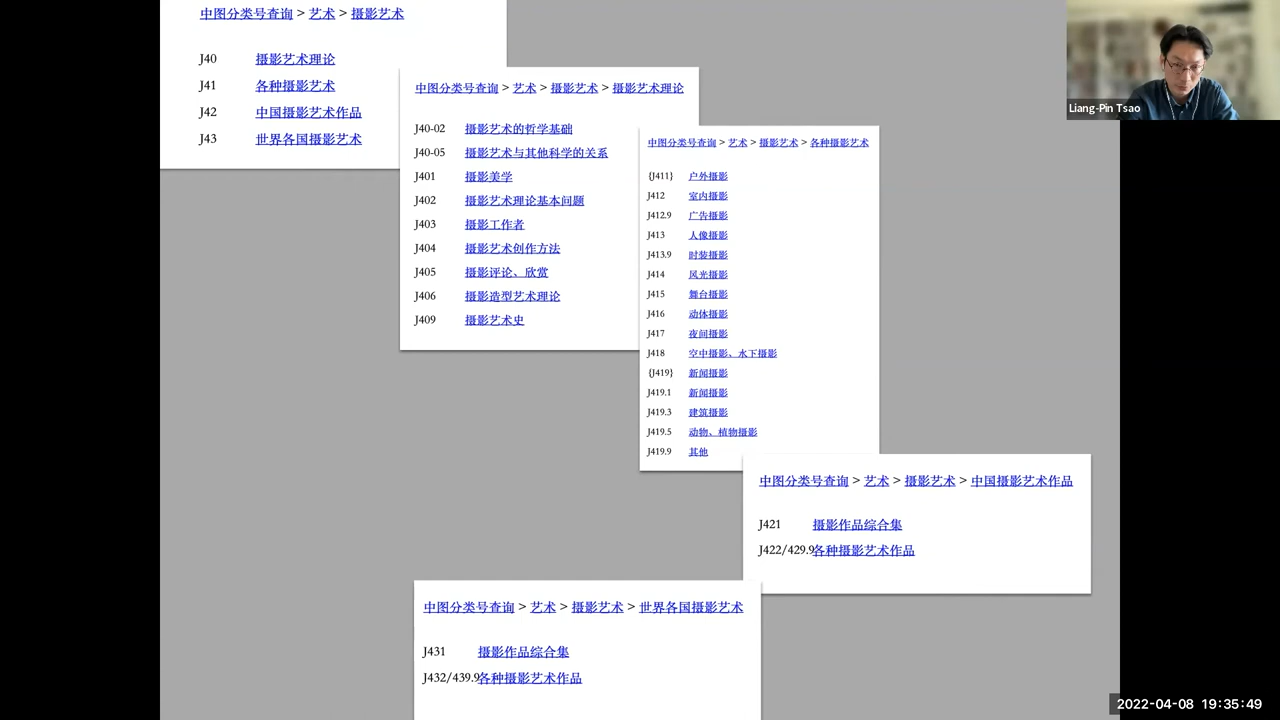 中图分类号查询 > 艺术 > 摄影艺术
J40 摄影艺术理论
J41 各种摄影艺术
J42 中国摄影艺术作品
J43 世界各国摄影艺术
中图分类号查询 > 艺术 > 摄影艺术 > 摄影艺术理论
J40-02 摄影艺术的哲学基础
J40-05 摄影艺术与其他科学的关系
J401 摄影美学
J402 摄影艺术理论基本问题
J403 摄影工作者
J404 摄影艺术创作方法
J405 摄影评论、欣赏
J406 摄影造型艺术理论
J409 摄影艺术史
中图分类号查询 > 艺术 > 摄影艺术 > 各种摄影艺术
{J411} 户外摄影
J412 室内摄影
J412.9 广告摄影
J413 人像摄影
J413.9 时装摄影
J414 风光摄影
J415 舞台摄影
J416 动体摄影
J417 夜间摄影
J418 空中摄影、水下摄影
{J419} 新闻摄影
J419.1 新闻摄影
J419.3 建筑摄影
J419.5 动物、植物摄影
J419.9 其他
中图分类号查询 > 艺术 > 摄影艺术 > 中国摄影艺术作品
J421 摄影作品综合集
J422/429.9各种摄影艺术作品
中图分类号查询 > 艺术 > 摄影艺术 > 世界各国摄影艺术
J431 摄影作品综合集
J432/439.9各种摄影艺术作品
Liang-Pin Tsao
2022-04-08 19:35:49